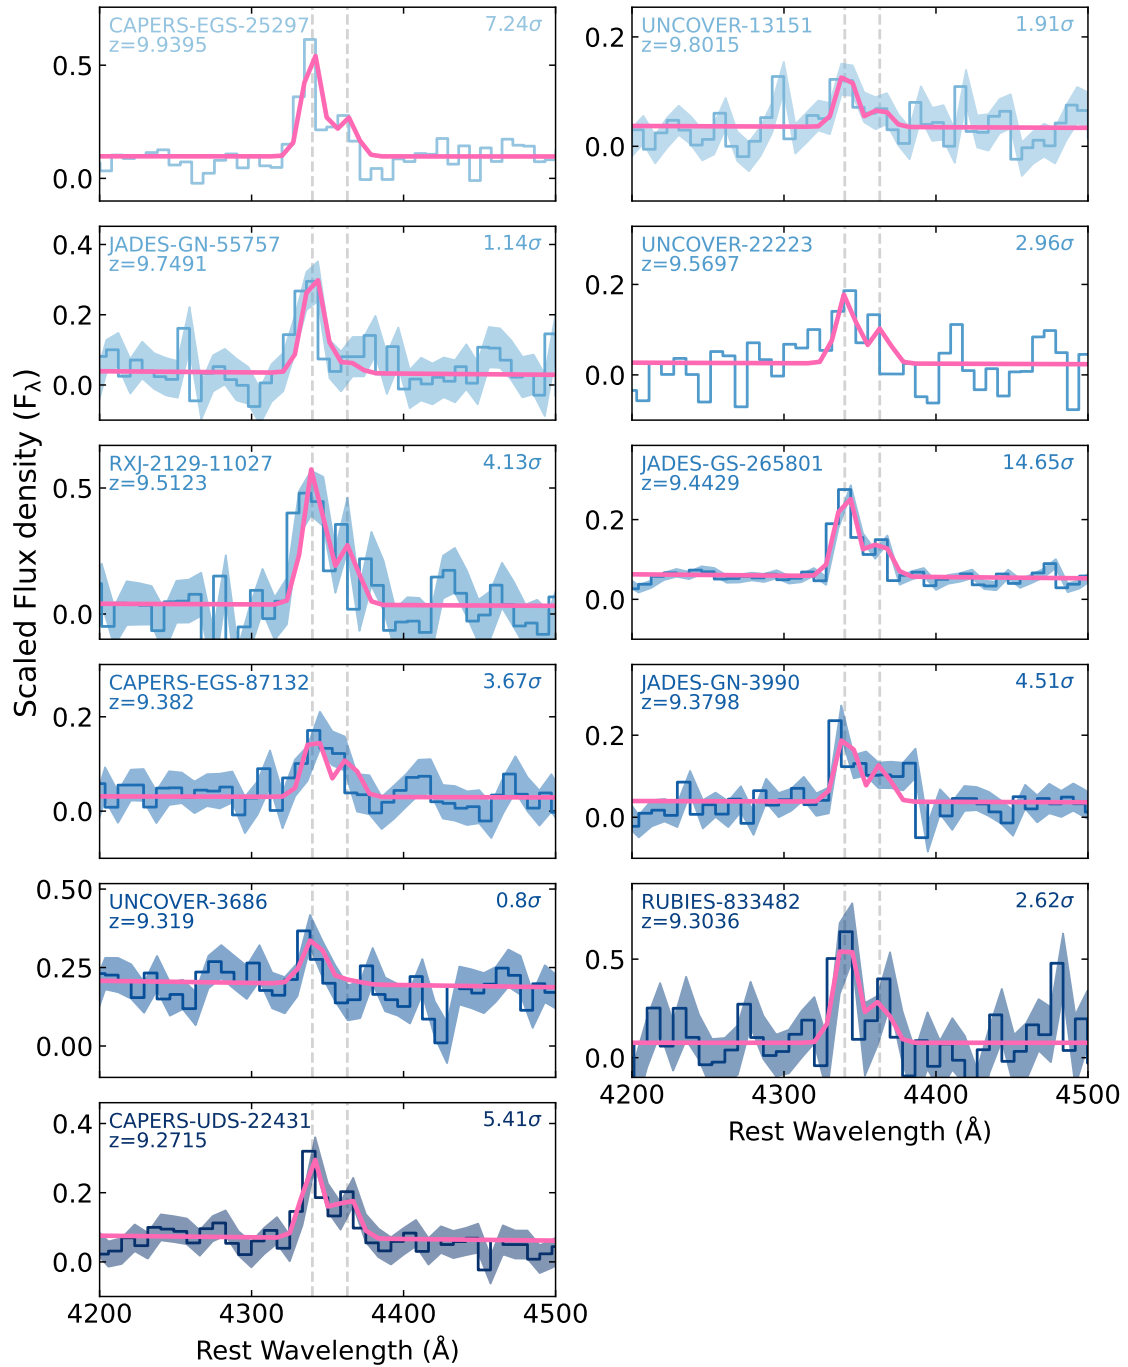 CAPERS-EGS-25297 7.24σ
z=9.9395
0.5
0.0
UNCOVER-13151 1.91σ
z=9.8015
0.2
0.0
JADES-GN-55757 1.14σ
z=9.7491
0.4
0.2
0.0
UNCOVER-22223 2.96σ
z=9.5697
0.2
0.0
RXJ-2129-11027 4.13σ
z=9.5123
0.5
0.0
JADES-GS-265801 14.65σ
z=9.4429
0.2
0.0
CAPERS-EGS-87132 3.67σ
z=9.382
0.2
0.0
JADES-GN-3990 4.51σ
z=9.3798
0.2
0.0
UNCOVER-3686 0.8σ
z=9.319
0.50
0.25
0.00
RUBIES-833482 2.62σ
z=9.3036
0.5
0.0
4200 4300 4400 4500
Rest Wavelength (Å)
CAPERS-UDS-22431 5.41σ
z=9.2715
0.4
0.2
0.0
4200 4300 4400 4500
Rest Wavelength (Å)
Scaled Flux density (Fλ)